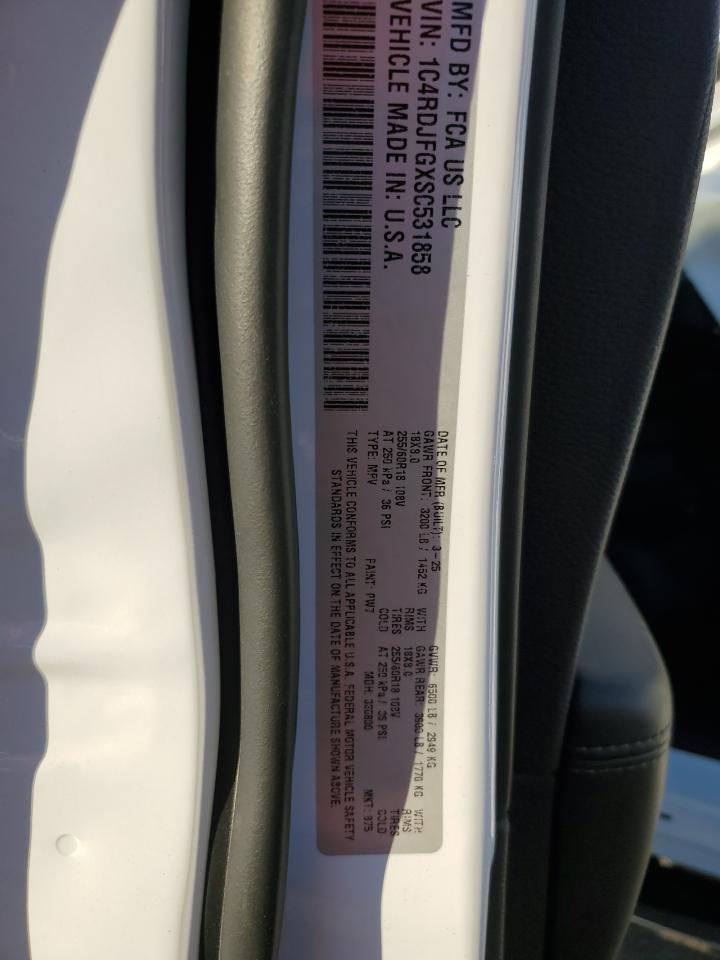 MFD BY: FCA US LLC
VIN: 1C4RDJFGXSC531858
VEHICLE MADE IN: U.S.A.
DATE OF MFR (BUILT): 3-25 GVWR: 6500 LB / 2949 KG
GAWR FRONT: 3200 LB / 1452 KG WITH GAWR REAR: 3900 LB / 1770 KG WITH
18X8.0 RIMS 18X8.0 RIMS
255/60R18 108V TIRES 255/60R18 108V TIRES
AT 250 kPa / 36 PSI COLD AT 250 kPa / 36 PSI COLD
TYPE: MPV PAINT: PW7 MDH: MKT: 875
THIS VEHICLE CONFORMS TO ALL APPLICABLE U.S.A. FEDERAL MOTOR VEHICLE SAFETY
STANDARDS IN EFFECT ON THE DATE OF MANUFACTURE SHOWN ABOVE.